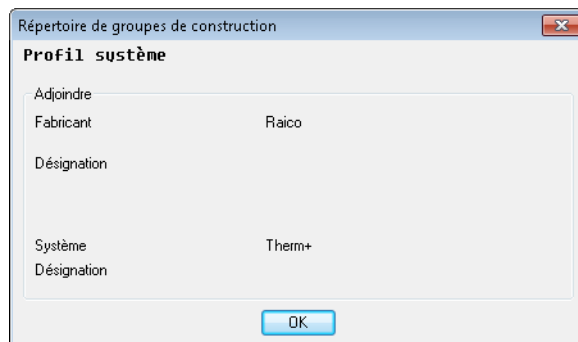 Répertoire de groupes de construction
Profil système
Adjoindre
Fabricant Raico
Désignation
Système Therm+
Désignation
OK